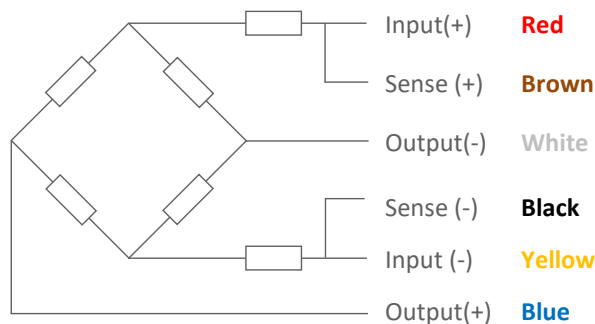 Input(+) Red
Sense (+) Brown
Output(-) White
Sense (-) Black
Input (-) Yellow
Output(+) Blue